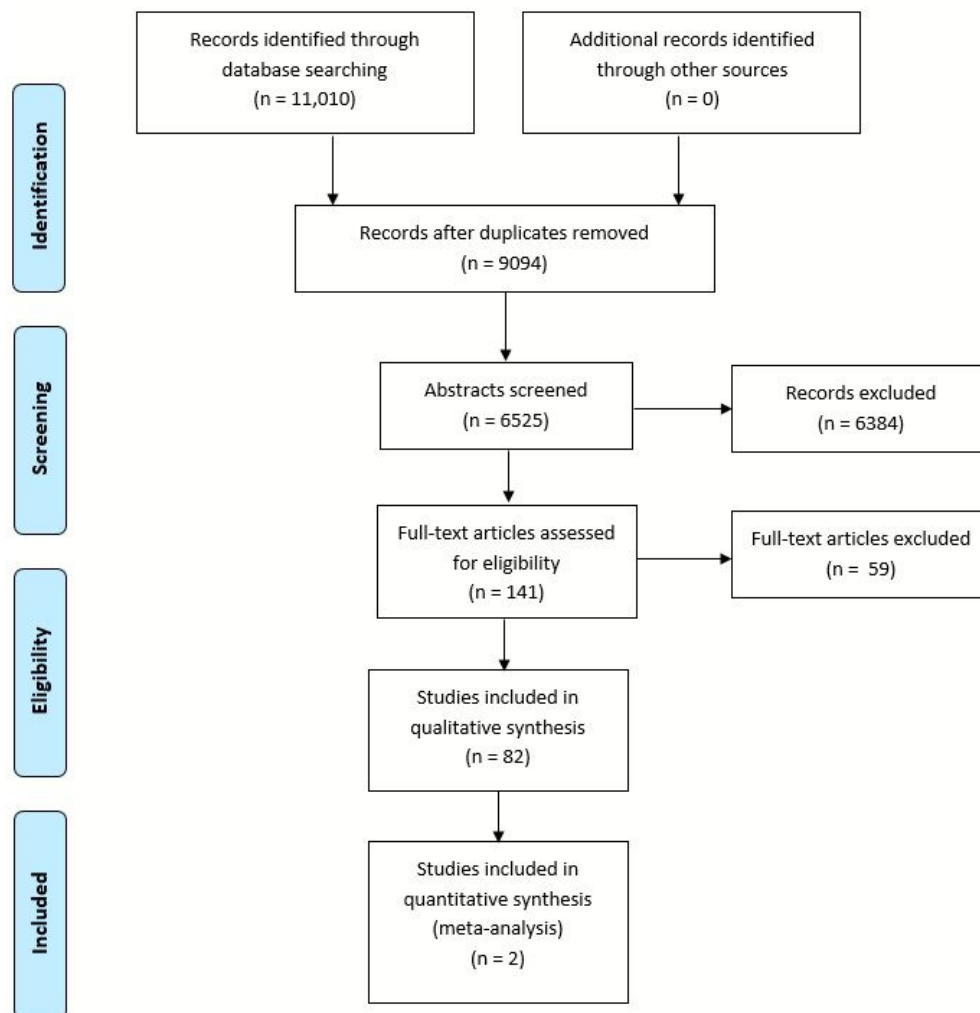 Records identified through
database searching
(n = 11,010)
Additional records identified
through other sources
(n = 0)
Identification
Records after duplicates removed
(n = 9094)
Screening
Abstracts screened
(n = 6525)
Records excluded
(n = 6384)
Full-text articles assessed
for eligibility
(n = 141)
Full-text articles excluded
(n = 59)
Eligibility
Studies included in
qualitative synthesis
(n = 82)
Included
Studies included in
quantitative synthesis
(meta-analysis)
(n = 2)